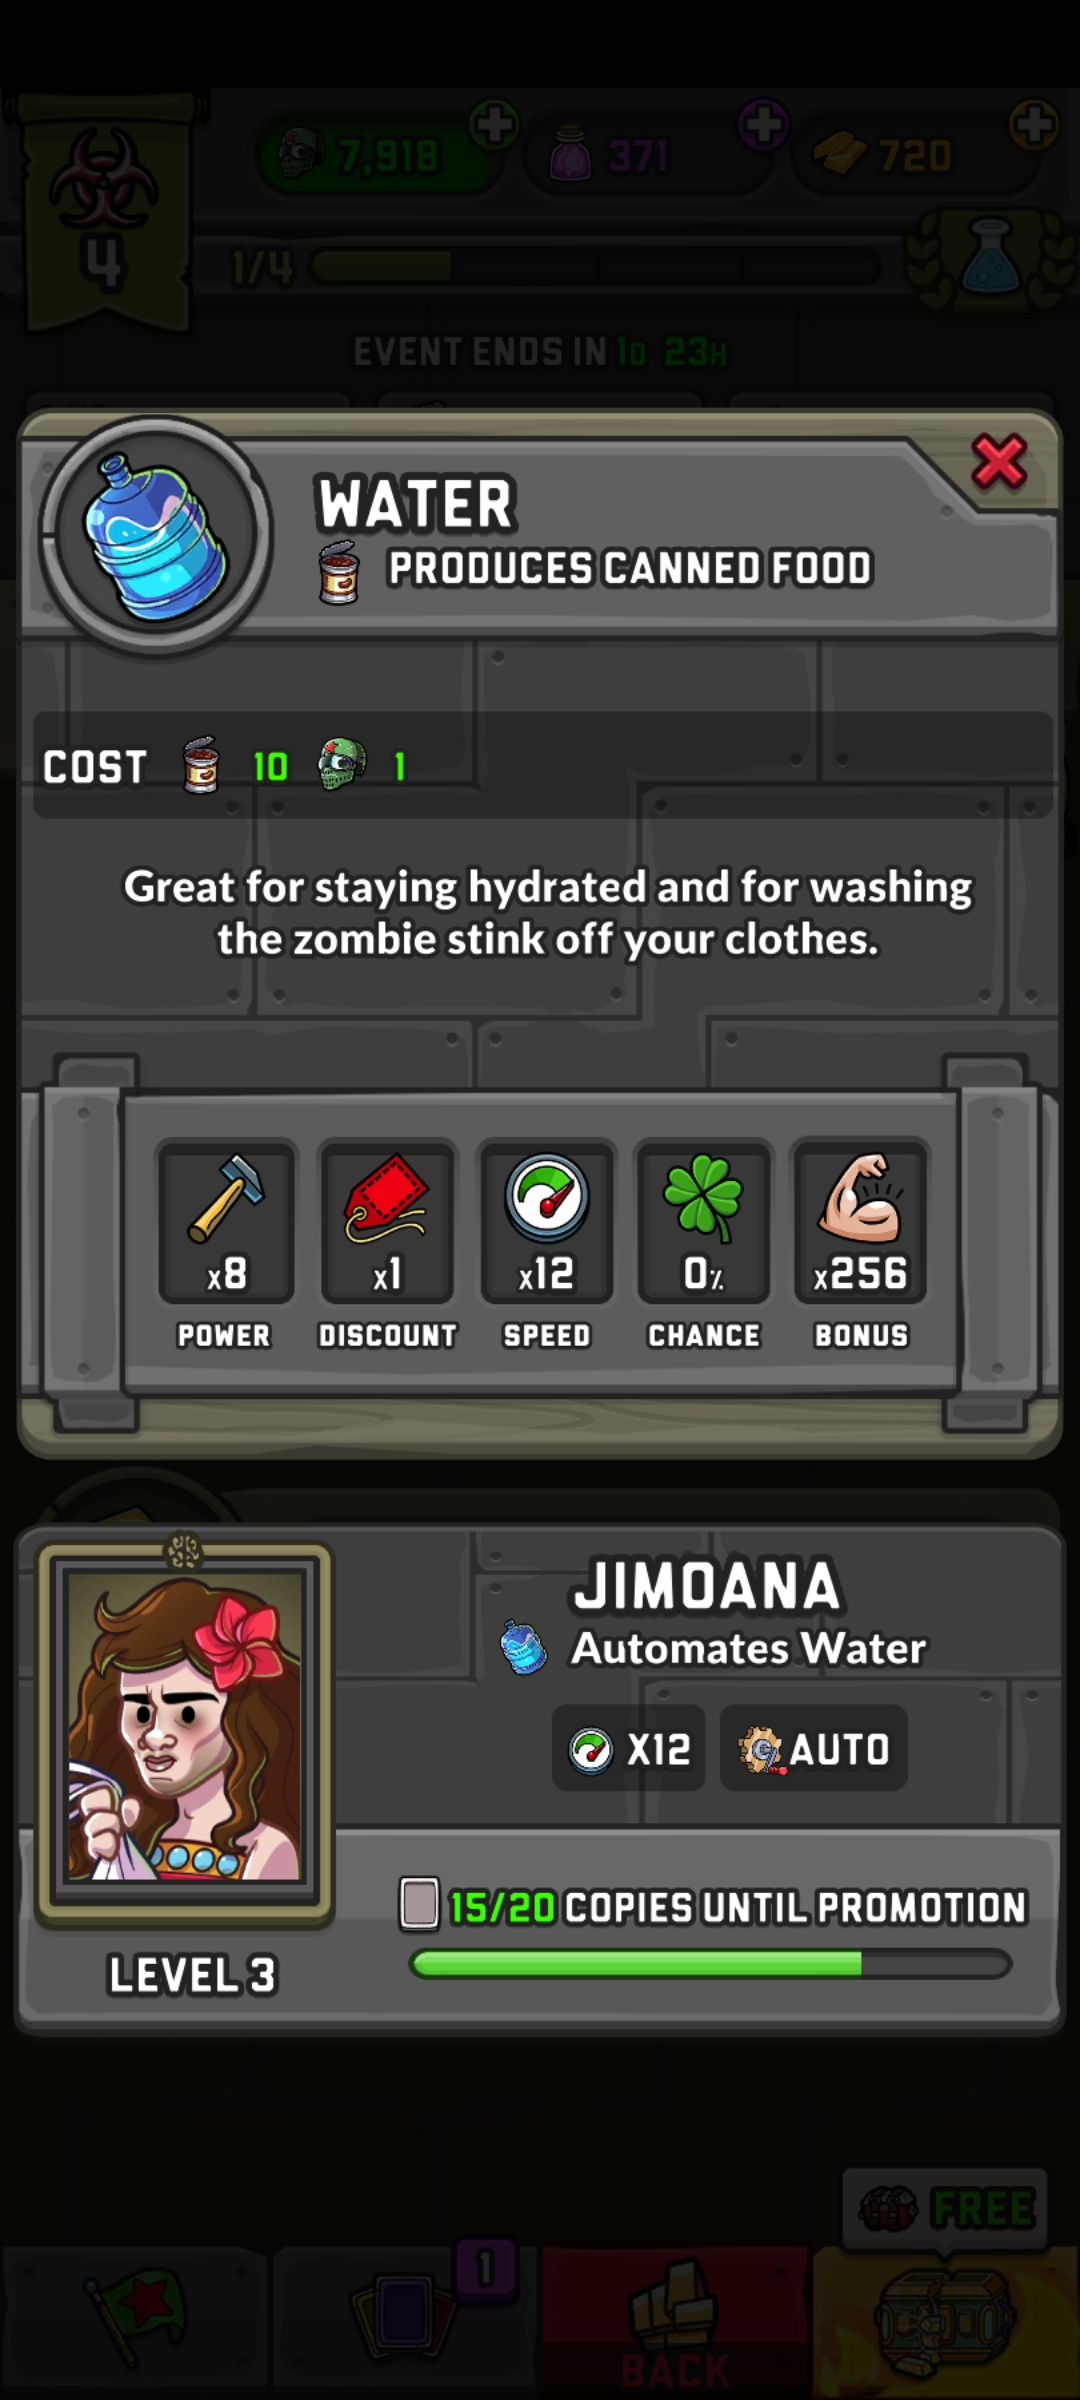 7,918
371
720
4
1/4
EVENT ENDS IN 1D 23H
WATER
PRODUCES CANNED FOOD
COST 10 1
Great for staying hydrated and for washing
the zombie stink off your clothes.
x8 x1 x12 0% x256
POWER DISCOUNT SPEED CHANCE BONUS
JIMOANA
Automates Water
X12 AUTO
15/20 COPIES UNTIL PROMOTION
LEVEL 3
FREE
1
BACK